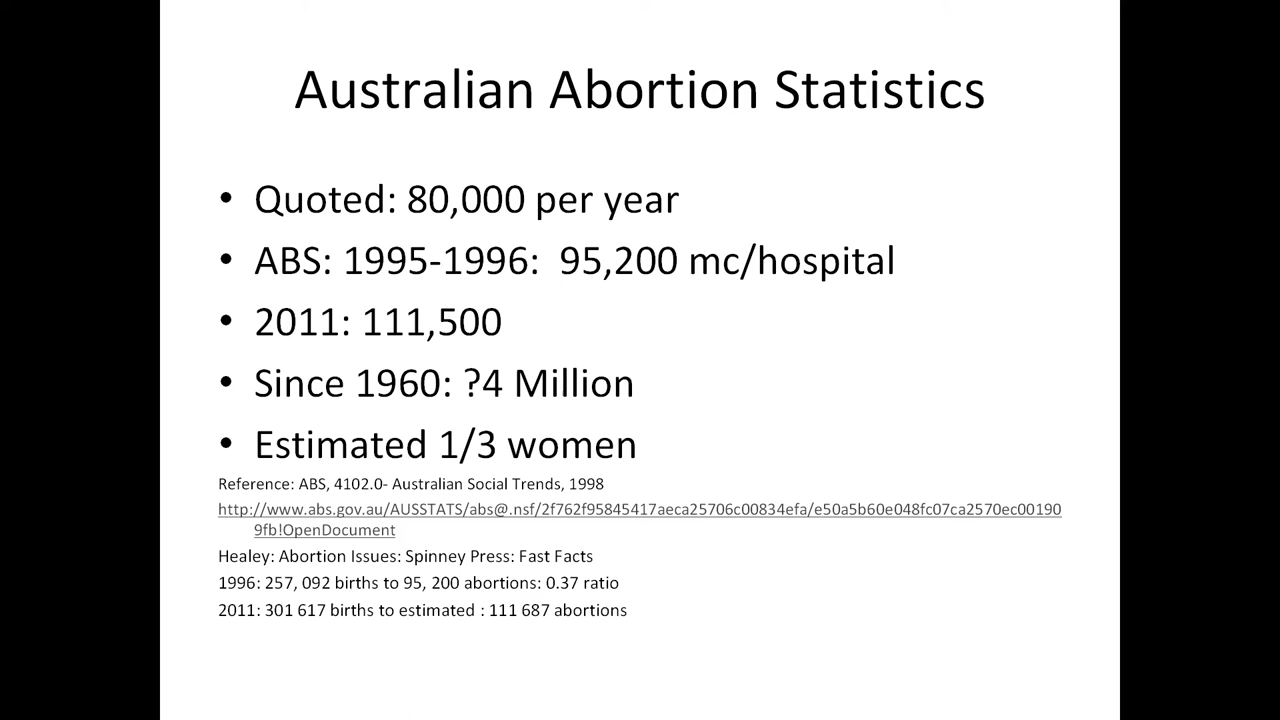 Australian Abortion Statistics
• Quoted: 80,000 per year
• ABS: 1995-1996:  95,200 mc/hospital
• 2011: 111,500
• Since 1960: ?4 Million
• Estimated 1/3 women
Reference: ABS, 4102.0- Australian Social Trends, 1998
http://www.abs.gov.au/AUSSTATS/abs@.nsf/2f762f95845417aeca25706c00834efa/e50a5b60e048fc07ca2570ec00190
9fb!OpenDocument
Healey: Abortion Issues: Spinney Press: Fast Facts
1996: 257, 092 births to 95, 200 abortions: 0.37 ratio
2011: 301 617 births to estimated : 111 687 abortions